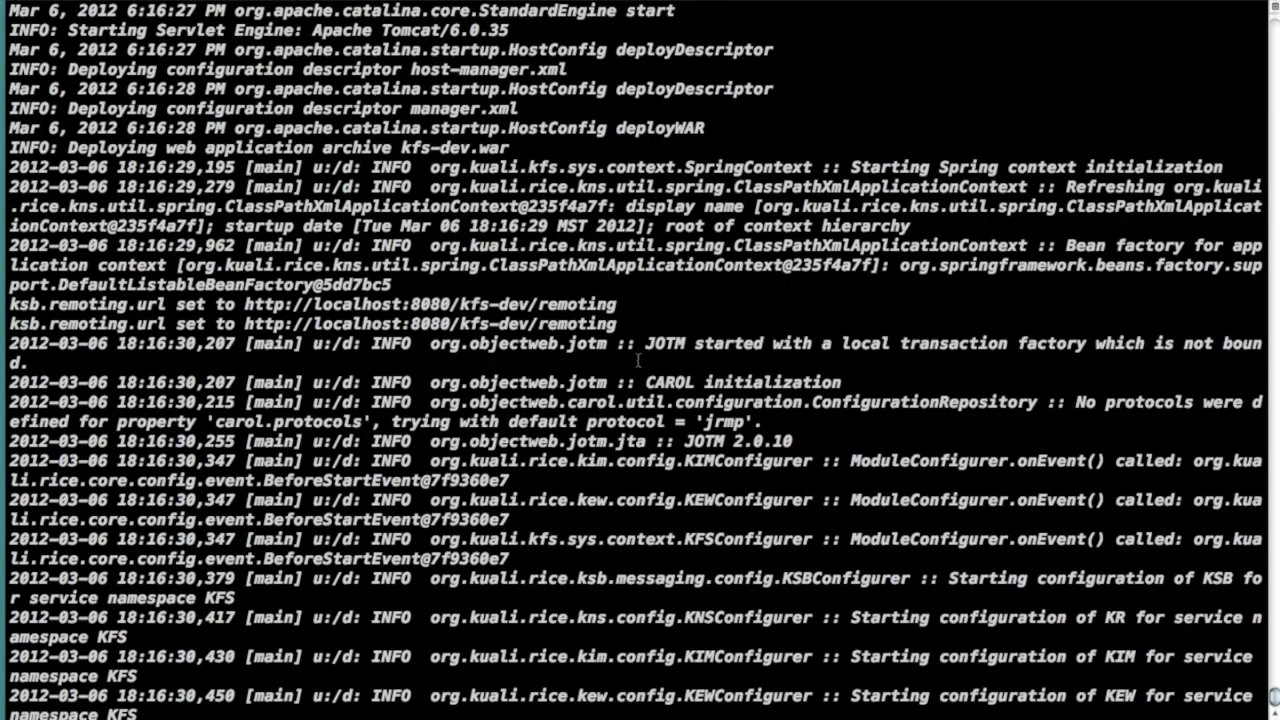 Mar 6, 2012 6:16:27 PM org.apache.catalina.core.StandardEngine start
INFO: Starting Servlet Engine: Apache Tomcat/6.0.35
Mar 6, 2012 6:16:27 PM org.apache.catalina.startup.HostConfig deployDescriptor
INFO: Deploying configuration descriptor host-manager.xml
Mar 6, 2012 6:16:28 PM org.apache.catalina.startup.HostConfig deployDescriptor
INFO: Deploying configuration descriptor manager.xml
Mar 6, 2012 6:16:28 PM org.apache.catalina.startup.HostConfig deployWAR
INFO: Deploying web application archive kfs-dev.war
2012-03-06 18:16:29,195 [main] u:/d: INFO  org.kuali.kfs.sys.context.SpringContext :: Starting Spring context initialization
2012-03-06 18:16:29,279 [main] u:/d: INFO  org.kuali.rice.kns.util.spring.ClassPathXmlApplicationContext :: Refreshing org.kuali
.rice.kns.util.spring.ClassPathXmlApplicationContext@235f4a7f: display name [org.kuali.rice.kns.util.spring.ClassPathXmlApplicat
ionContext@235f4a7f]; startup date [Tue Mar 06 18:16:29 MST 2012]; root of context hierarchy
2012-03-06 18:16:29,962 [main] u:/d: INFO  org.kuali.rice.kns.util.spring.ClassPathXmlApplicationContext :: Bean factory for app
lication context [org.kuali.rice.kns.util.spring.ClassPathXmlApplicationContext@235f4a7f]: org.springframework.beans.factory.sup
port.DefaultListableBeanFactory@5dd7bc5
ksb.remoting.url set to http://localhost:8080/kfs-dev/remoting
ksb.remoting.url set to http://localhost:8080/kfs-dev/remoting
2012-03-06 18:16:30,207 [main] u:/d: INFO  org.objectweb.jotm :: JOTM started with a local transaction factory which is not boun
d.
2012-03-06 18:16:30,207 [main] u:/d: INFO  org.objectweb.jotm :: CAROL initialization
2012-03-06 18:16:30,215 [main] u:/d: INFO  org.objectweb.carol.util.configuration.ConfigurationRepository :: No protocols were d
efined for property 'carol.protocols', trying with default protocol = 'jrmp'.
2012-03-06 18:16:30,255 [main] u:/d: INFO  org.objectweb.jotm.jta :: JOTM 2.0.10
2012-03-06 18:16:30,347 [main] u:/d: INFO  org.kuali.rice.kim.config.KIMConfigurer :: ModuleConfigurer.onEvent() called: org.kua
li.rice.core.config.event.BeforeStartEvent@7f9360e7
2012-03-06 18:16:30,347 [main] u:/d: INFO  org.kuali.rice.kew.config.KEWConfigurer :: ModuleConfigurer.onEvent() called: org.kua
li.rice.core.config.event.BeforeStartEvent@7f9360e7
2012-03-06 18:16:30,347 [main] u:/d: INFO  org.kuali.kfs.sys.context.KFSConfigurer :: ModuleConfigurer.onEvent() called: org.kua
li.rice.core.config.event.BeforeStartEvent@7f9360e7
2012-03-06 18:16:30,379 [main] u:/d: INFO  org.kuali.rice.ksb.messaging.config.KSBConfigurer :: Starting configuration of KSB fo
r service namespace KFS
2012-03-06 18:16:30,417 [main] u:/d: INFO  org.kuali.rice.kns.config.KNSConfigurer :: Starting configuration of KR for service n
amespace KFS
2012-03-06 18:16:30,430 [main] u:/d: INFO  org.kuali.rice.kim.config.KIMConfigurer :: Starting configuration of KIM for service
namespace KFS
2012-03-06 18:16:30,450 [main] u:/d: INFO  org.kuali.rice.kew.config.KEWConfigurer :: Starting configuration of KEW for service
namespace KFS